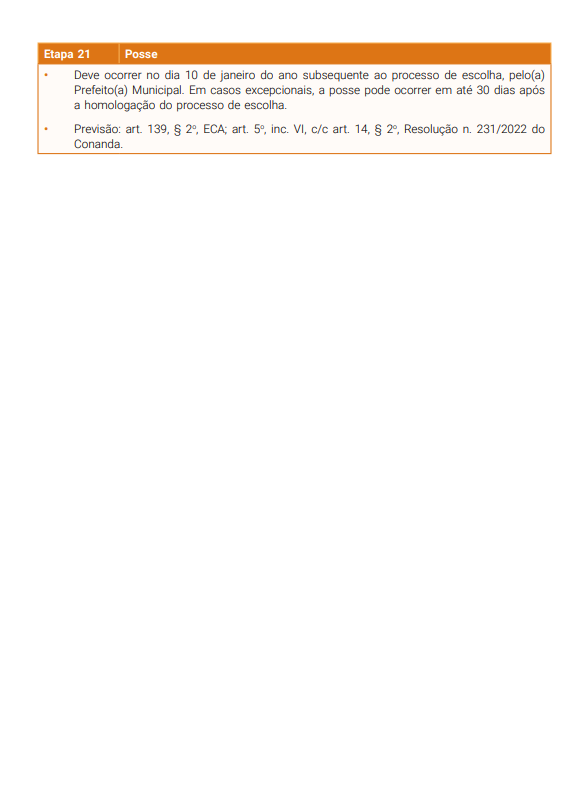 Etapa 21 Posse
• Deve ocorrer no dia 10 de janeiro do ano subsequente ao processo de escolha, pelo(a)
Prefeito(a) Municipal. Em casos excepcionais, a posse pode ocorrer em até 30 dias após
a homologação do processo de escolha.
• Previsão: art. 139, § 2º, ECA; art. 5º, inc. VI, c/c art. 14, § 2º, Resolução n. 231/2022 do
Conanda.